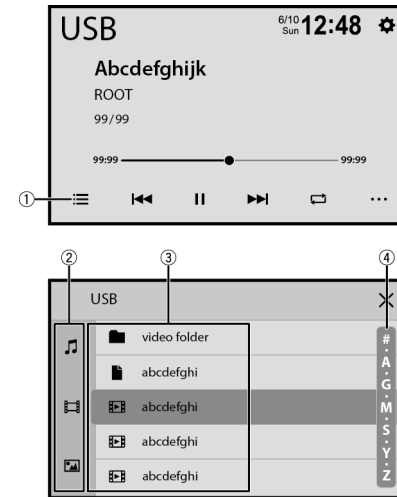 USB
6/10
Sun
12:48
Abcdefghijk
ROOT
99/99
99:99
99:99
①
②
③
④
USB
video folder
abcdefghi
abcdefghi
abcdefghi
abcdefghi
#
A
G
M
S
Y
Z